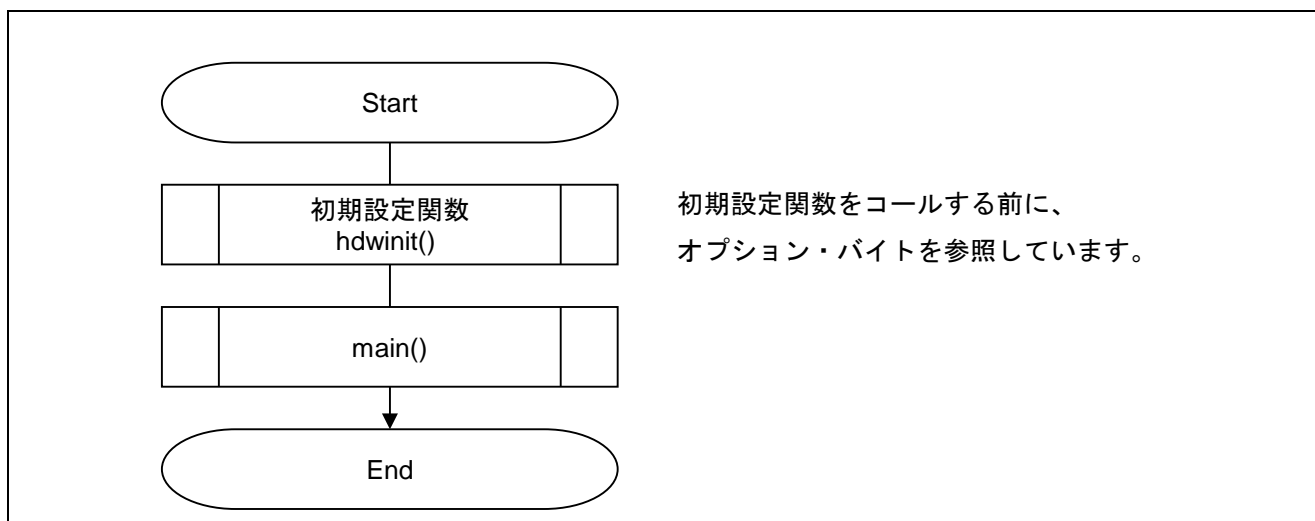 Start
初期設定関数
hdwinit()
初期設定関数をコールする前に、
オプション・バイトを参照しています。
main()
End